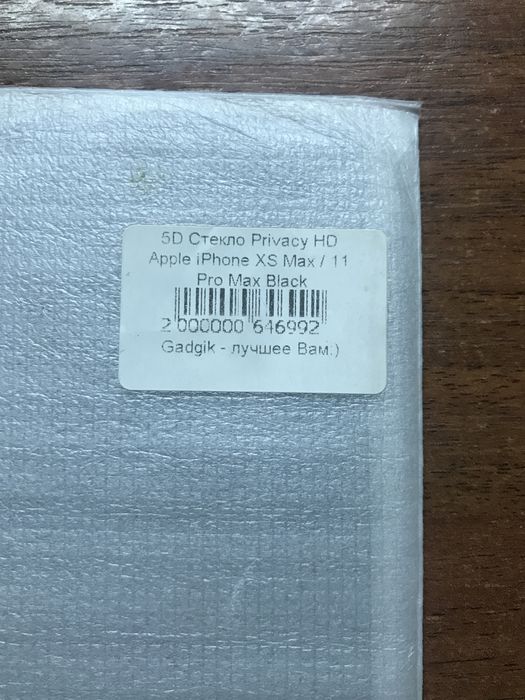 5D Стекло Privacy HD
Apple iPhone XS Max / 11
Pro Max Black
2 000000 646992
Gadgik - лучшее Вам:)